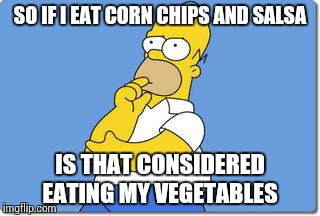 SO IF I EAT CORN CHIPS AND SALSA
IS THAT CONSIDERED
EATING MY VEGETABLES
imgflip.com